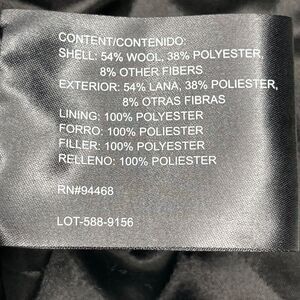 CONTENT/CONTENIDO:
SHELL: 54% WOOL, 38% POLYESTER,
8% OTHER FIBERS
EXTERIOR: 54% LANA, 38% POLIESTER,
8% OTRAS FIBRAS
LINING: 100% POLYESTER
FORRO: 100% POLIESTER
FILLER: 100% POLYESTER
RELLENO: 100% POLIESTER
RN#94468
LOT-588-9156